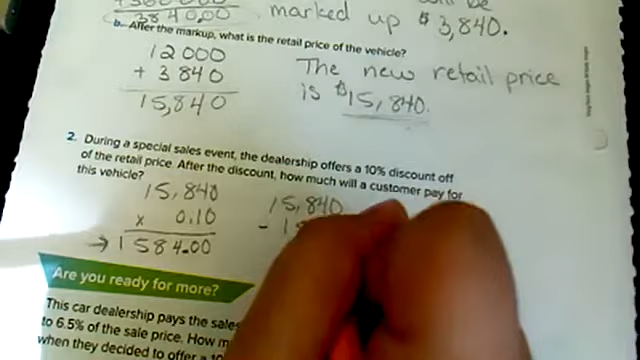 3840.00
marked up $3,840.
b. After the markup, what is the retail price of the vehicle?
12000
+ 3840
15,840
The new retail price
is $15,840.
2. During a special sales event, the dealership offers a 10% discount off
of the retail price. After the discount, how much will a customer pay for
this vehicle?
15,840
x 0.10
→ 1584.00
15,840
- 1
Are you ready for more?
This car dealership pays the
to 6.5% of the sale price. How
when they decided to offer a